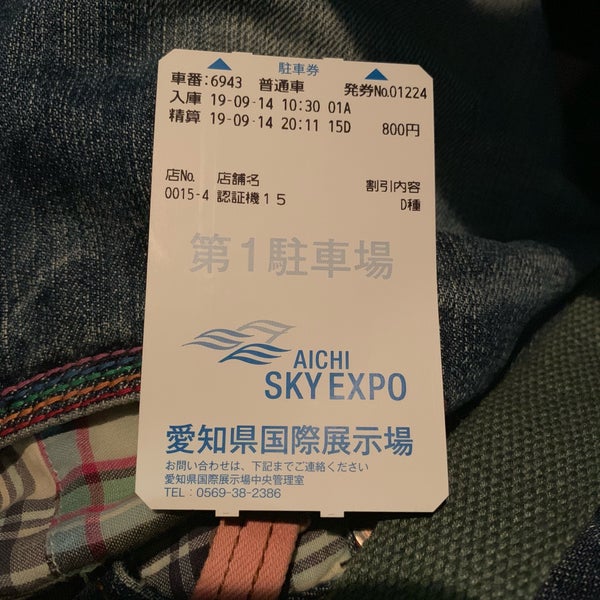 駐車券
車番:6943 普通車 発券No.01224
入庫 19-09-14 10:30 01A
精算 19-09-14 20:11 15D 800円
店No. 店舗名 割引内容
0015-4 認証機15 D種
第1駐車場
AICHI
SKY EXPO
愛知県国際展示場
お問い合わせは、下記までご連絡ください
愛知県国際展示場中央管理室
TEL:0569-38-2386